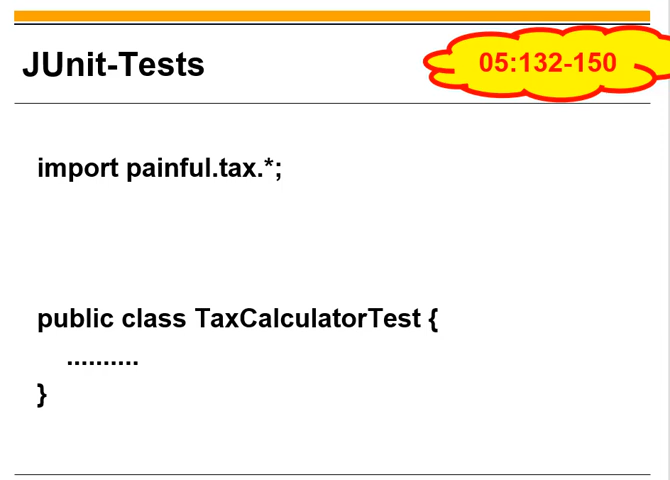 JUnit-Tests
05:132-150
import painful.tax.*;
public class TaxCalculatorTest {
..........
}